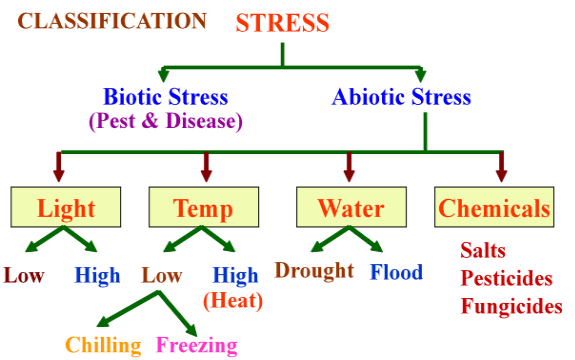 CLASSIFICATION STRESS
Biotic Stress Abiotic Stress
(Pest & Disease)
Light Temp Water Chemicals
Low High Low High Drought Flood Salts
(Heat) Pesticides
Fungicides
Chilling Freezing